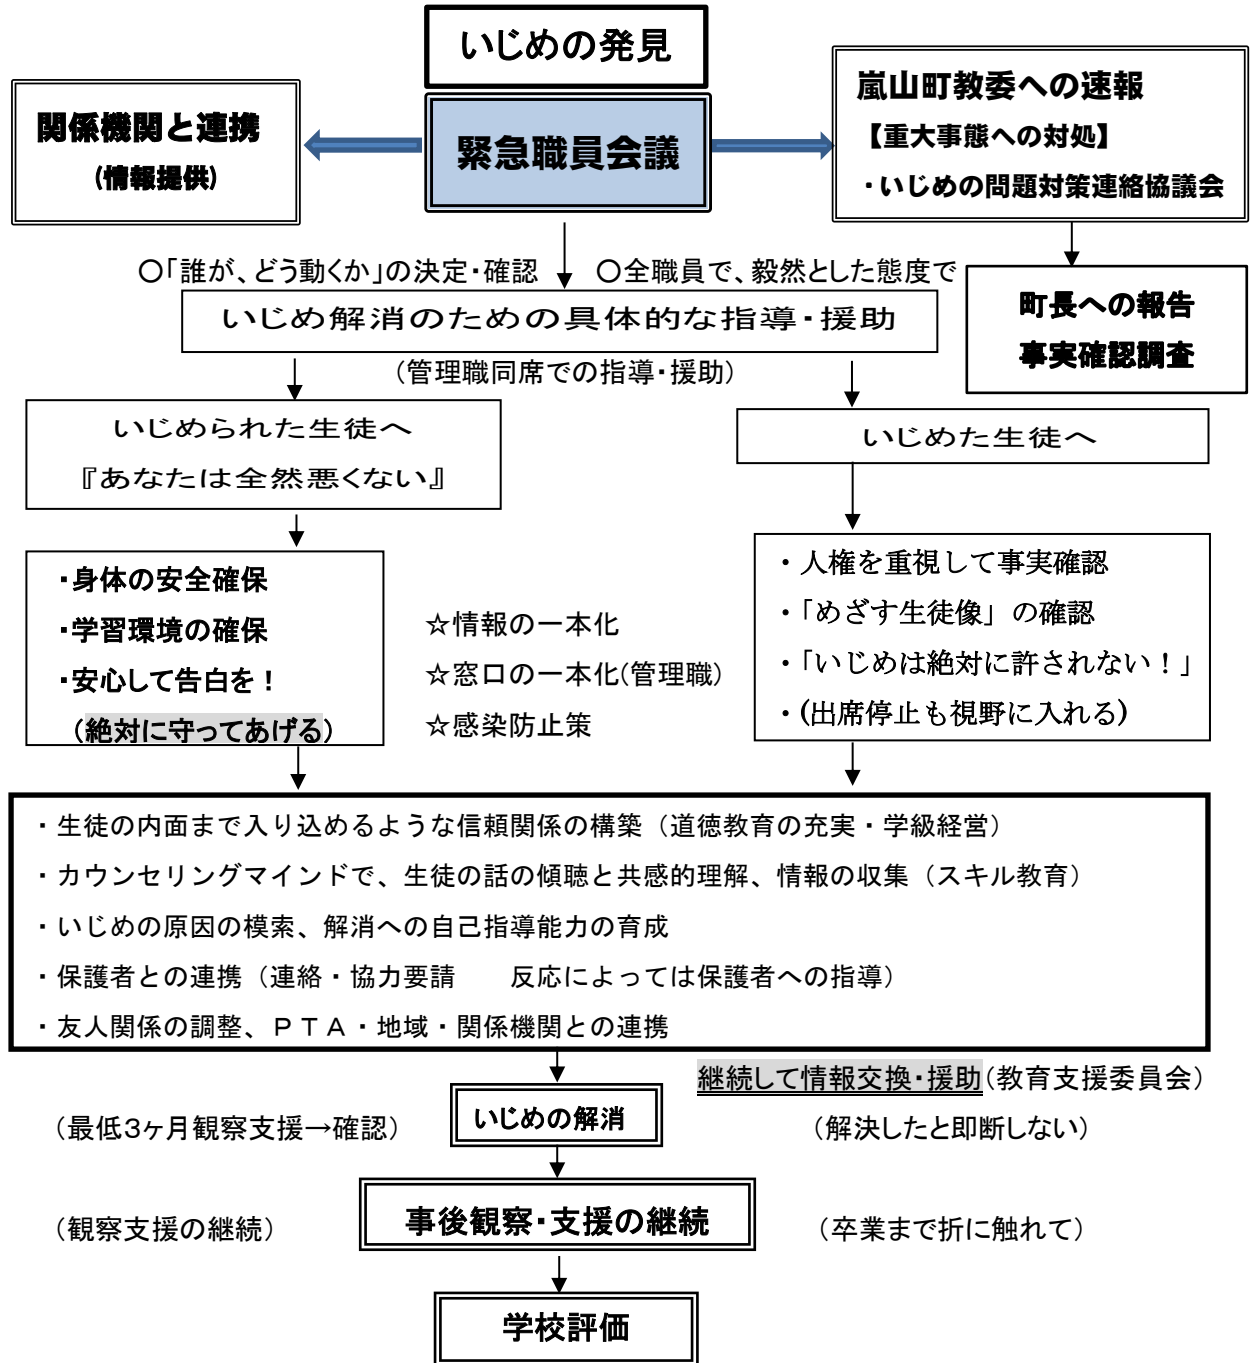 いじめの発見
関係機関と連携
(情報提供)
緊急職員会議
嵐山町教委への速報
【重大事態への対処】
・いじめの問題対策連絡協議会
〇「誰が、どう動くか」の決定・確認
〇全職員で、毅然とした態度で
いじめ解消のための具体的な指導・援助
町長への報告
事実確認調査
(管理職同席での指導・援助)
いじめられた生徒へ
『あなたは全然悪くない』
いじめた生徒へ
・身体の安全確保
・学習環境の確保
・安心して告白を！
(絶対に守ってあげる)
☆情報の一本化
☆窓口の一本化(管理職)
☆感染防止策
・人権を重視して事実確認
・「めざす生徒像」の確認
・「いじめは絶対に許されない！」
・(出席停止も視野に入れる)
・生徒の内面まで入り込めるような信頼関係の構築（道徳教育の充実・学級経営）
・カウンセリングマインドで、生徒の話の傾聴と共感的理解、情報の収集（スキル教育）
・いじめの原因の模索、解消への自己指導能力の育成
・保護者との連携（連絡・協力要請　　反応によっては保護者への指導）
・友人関係の調整、ＰＴＡ・地域・関係機関との連携
継続して情報交換・援助(教育支援委員会)
(最低3ヶ月観察支援→確認)
いじめの解消
(解決したと即断しない)
(観察支援の継続)
事後観察・支援の継続
(卒業まで折に触れて)
学校評価